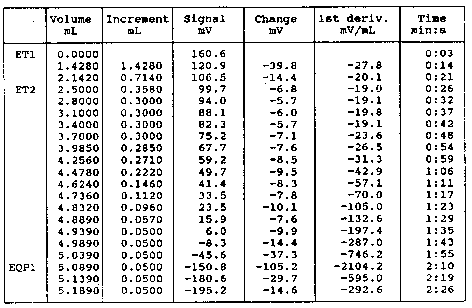 Volume Increment Signal Change 1st deriv. Time
mL mL mV mV mV/mL min:s
ET1 0.0000 160.6 0:03
1.4280 1.4280 120.9 -39.8 -27.8 0:14
2.1420 0.7140 106.5 -14.4 -20.1 0:21
ET2 2.5000 0.3580 99.7 -6.8 -19.0 0:26
2.8000 0.3000 94.0 -5.7 -19.1 0:32
3.1000 0.3000 88.1 -6.0 -19.8 0:37
3.4000 0.3000 82.3 -5.7 -19.1 0:42
3.7000 0.3000 75.2 -7.1 -23.6 0:48
3.9850 0.2850 67.7 -7.6 -26.5 0:54
4.2560 0.2710 59.2 -8.5 -31.3 0:59
4.4780 0.2220 49.7 -9.5 -42.9 1:06
4.6240 0.1460 41.4 -8.3 -57.1 1:11
4.7360 0.1120 33.5 -7.8 -70.0 1:17
4.8320 0.0960 23.5 -10.1 -105.0 1:23
4.8890 0.0570 15.9 -7.6 -132.6 1:29
4.9390 0.0500 6.0 -9.9 -197.4 1:35
4.9890 0.0500 -8.3 -14.4 -287.0 1:43
5.0390 0.0500 -45.6 -37.3 -746.2 1:55
EQP1 5.0890 0.0500 -150.8 -105.2 -2104.2 2:10
5.1390 0.0500 -180.6 -29.7 -595.0 2:19
5.1890 0.0500 -195.2 -14.6 -292.6 2:26